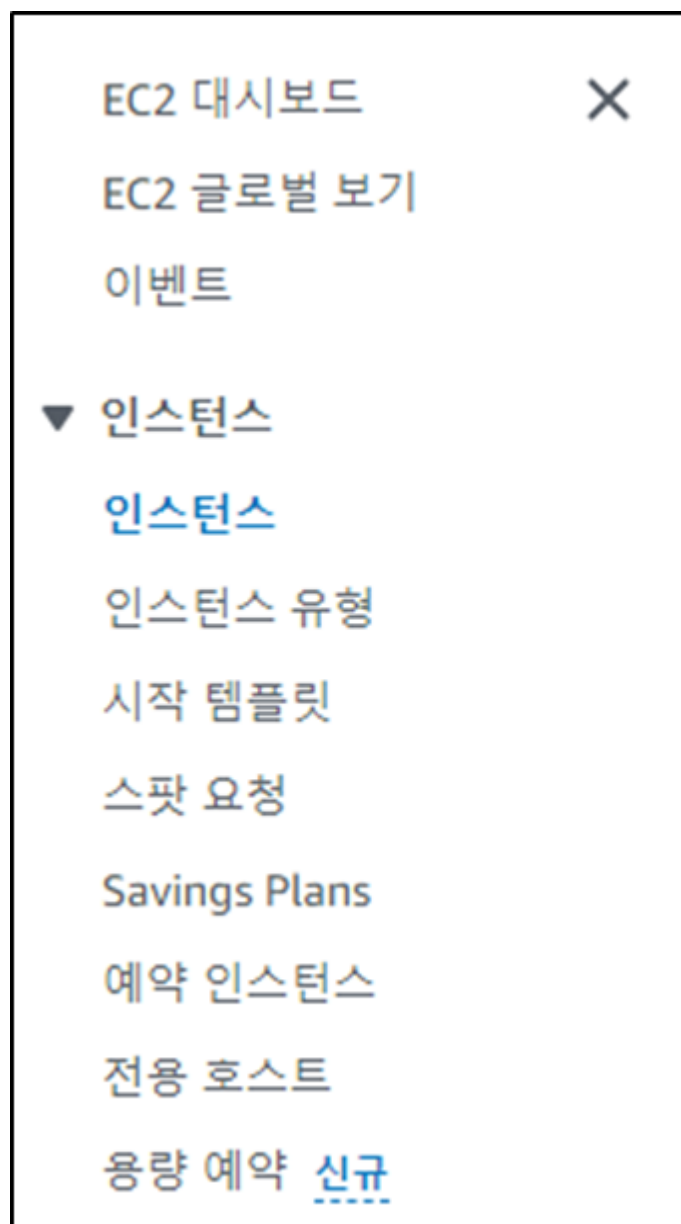 EC2 대시보드
EC2 글로벌 보기
이벤트
인스턴스
인스턴스
인스턴스 유형
시작 템플릿
스팟 요청
Savings Plans
예약 인스턴스
전용 호스트
용량 예약 신규